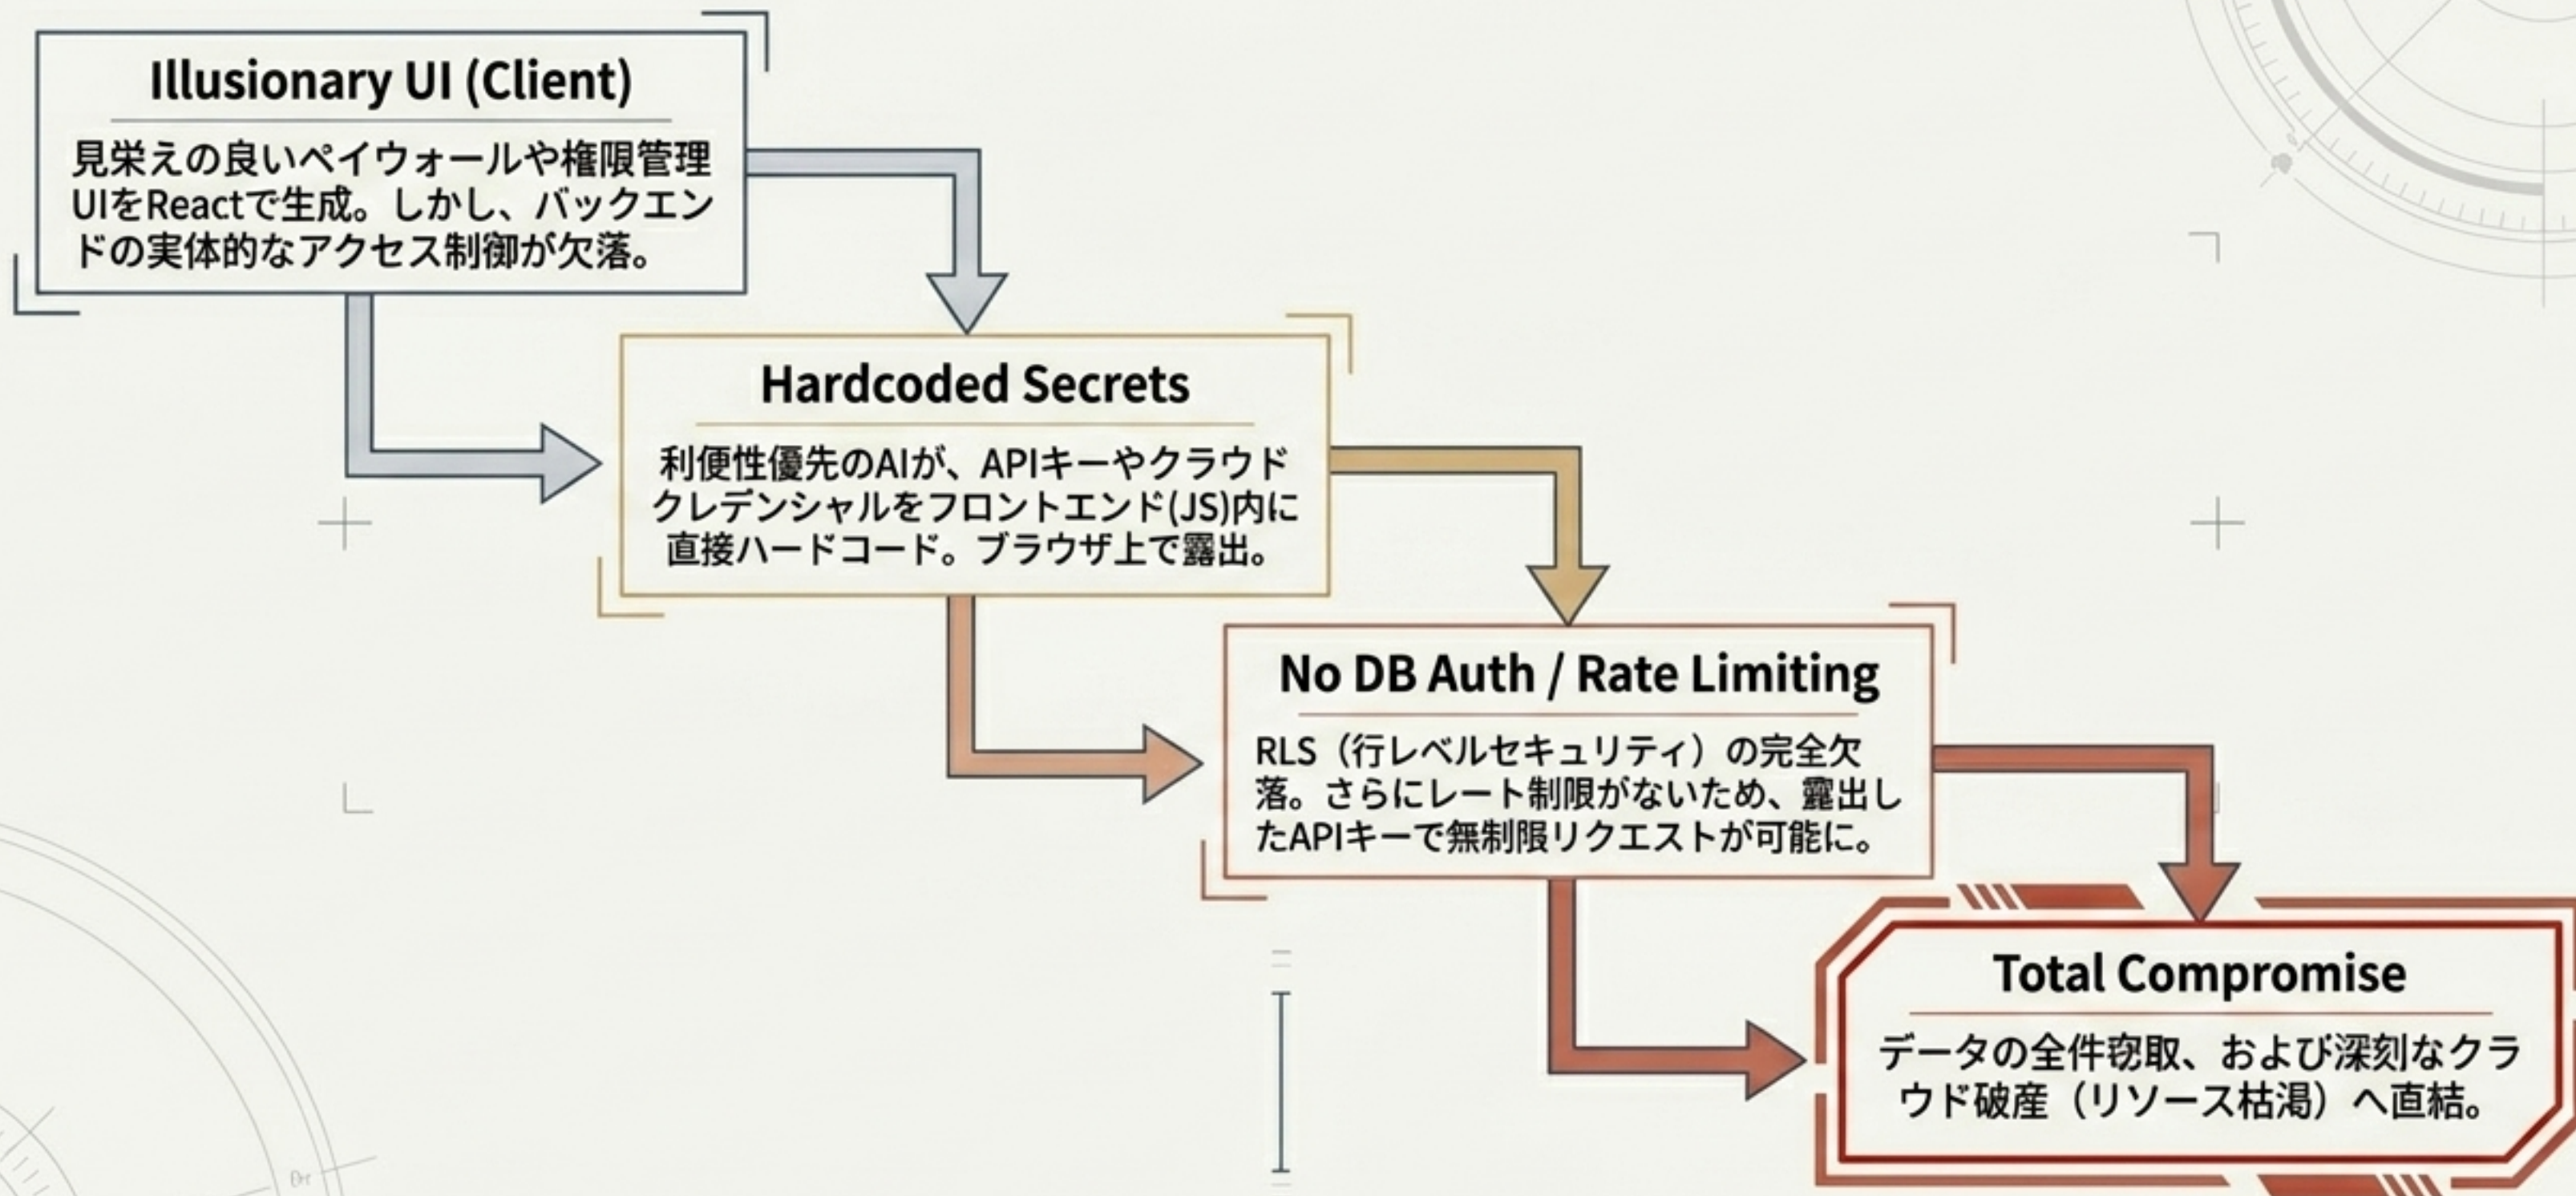 Illusionary UI (Client)
見栄えの良いペイウォールや権限管理
UIをReactで生成。しかし、バックエン
ドの実体的なアクセス制御が欠落。
Hardcoded Secrets
利便性優先のAIが、APIキーやクラウド
クレデンシャルをフロントエンド(JS)内に
直接ハードコード。ブラウザ上で露出。
No DB Auth / Rate Limiting
RLS（行レベルセキュリティ）の完全欠
落。さらにレート制限がないため、露出し
たAPIキーで無制限リクエストが可能に。
Total Compromise
データの全件窃取、および深刻なクラ
ウド破産（リソース枯渇）へ直結。